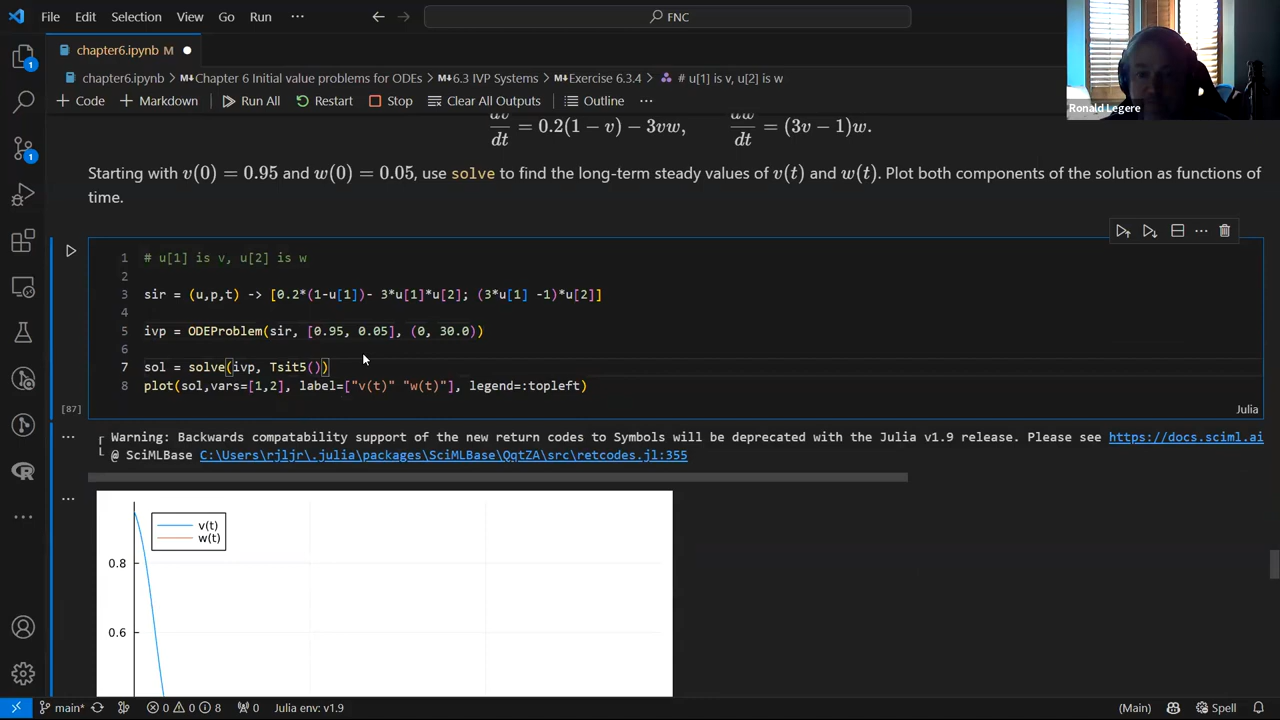 File Edit Selection View Go Run ··· FNC
chapter6.ipynb M
chapter6.ipynb > M↓Chapter 6 Initial value problems for > M↓6.3 IVP Systems > M↓Exercise 6.3.4 > u[1] is v, u[2] is w
+ Code + Markdown Run All Restart Stop Clear All Outputs Outline ···
Ronald Legere
dt = 0.2(1 − v) − 3vw, dt = (3v − 1)w.
Starting with v(0) = 0.95 and w(0) = 0.05, use solve to find the long-term steady values of v(t) and w(t). Plot both components of the solution as functions of
time.
1 # u[1] is v, u[2] is w
2
3 sir = (u,p,t) -> [0.2*(1-u[1])- 3*u[1]*u[2]; (3*u[1] -1)*u[2]]
4
5 ivp = ODEProblem(sir, [0.95, 0.05], (0, 30.0))
6
7 sol = solve(ivp, Tsit5())
8 plot(sol,vars=[1,2], label=["v(t)" "w(t)"], legend=:topleft)
[87] Julia
Warning: Backwards compatability support of the new return codes to Symbols will be deprecated with the Julia v1.9 release. Please see https://docs.sciml.ai
@ SciMLBase C:\Users\rjljr\.julia\packages\SciMLBase\QqtZA\src\retcodes.jl:355
v(t)
w(t)
0.8
0.6
main* 0 0 8 0 Julia env: v1.9 (Main) Spell